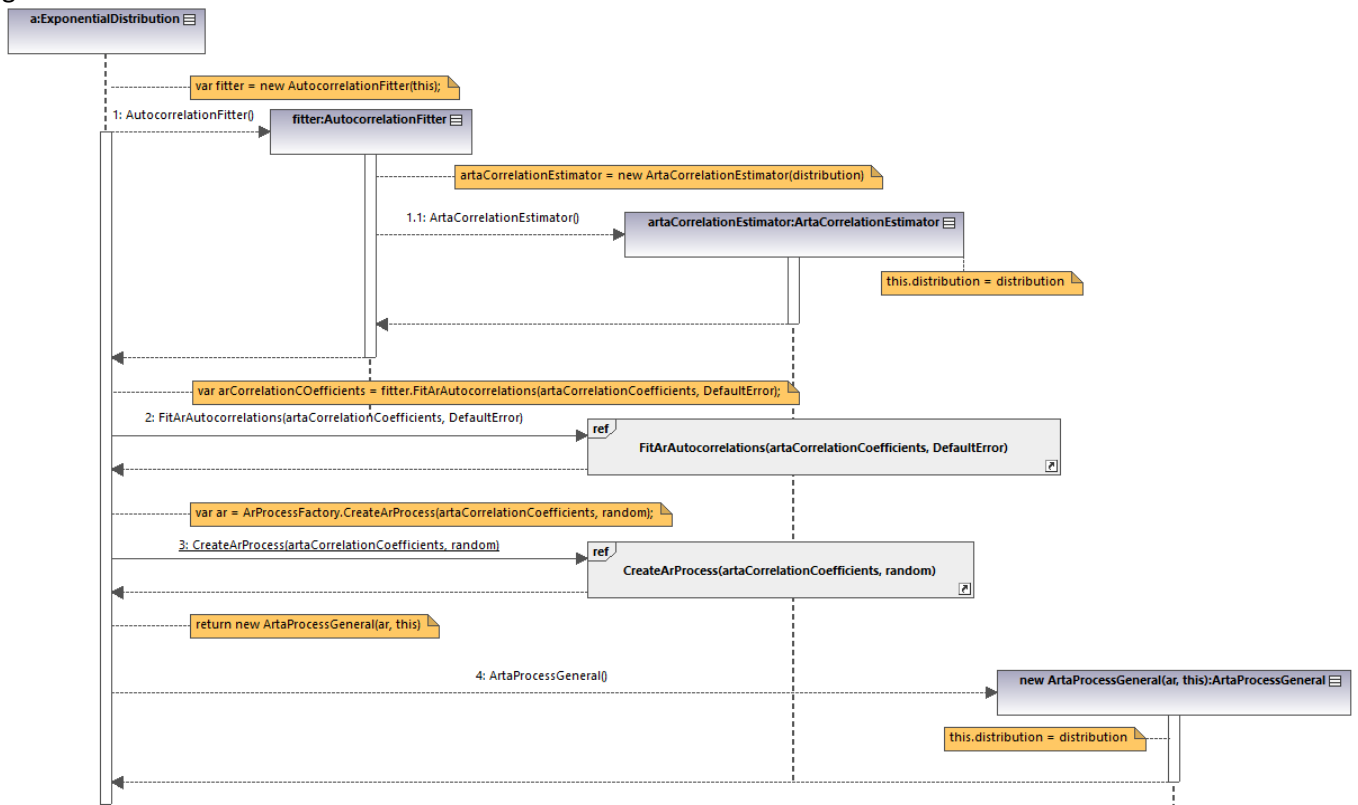 a:ExponentialDistribution
var fitter = new AutocorrelationFitter(this);
1: AutocorrelationFitter()
fitter:AutocorrelationFitter
artaCorrelationEstimator = new ArtaCorrelationEstimator(distribution)
1.1: ArtaCorrelationEstimator()
artaCorrelationEstimator:ArtaCorrelationEstimator
this.distribution = distribution
var arCorrelationCOefficients = fitter.FitArAutocorrelations(artaCorrelationCoefficients, DefaultError);
2: FitArAutocorrelations(artaCorrelationCoefficients, DefaultError)
ref
FitArAutocorrelations(artaCorrelationCoefficients, DefaultError)
var ar = ArProcessFactory.CreateArProcess(artaCorrelationCoefficients, random);
3: CreateArProcess(artaCorrelationCoefficients, random)
ref
CreateArProcess(artaCorrelationCoefficients, random)
return new ArtaProcessGeneral(ar, this)
4: ArtaProcessGeneral()
new ArtaProcessGeneral(ar, this):ArtaProcessGeneral
this.distribution = distribution